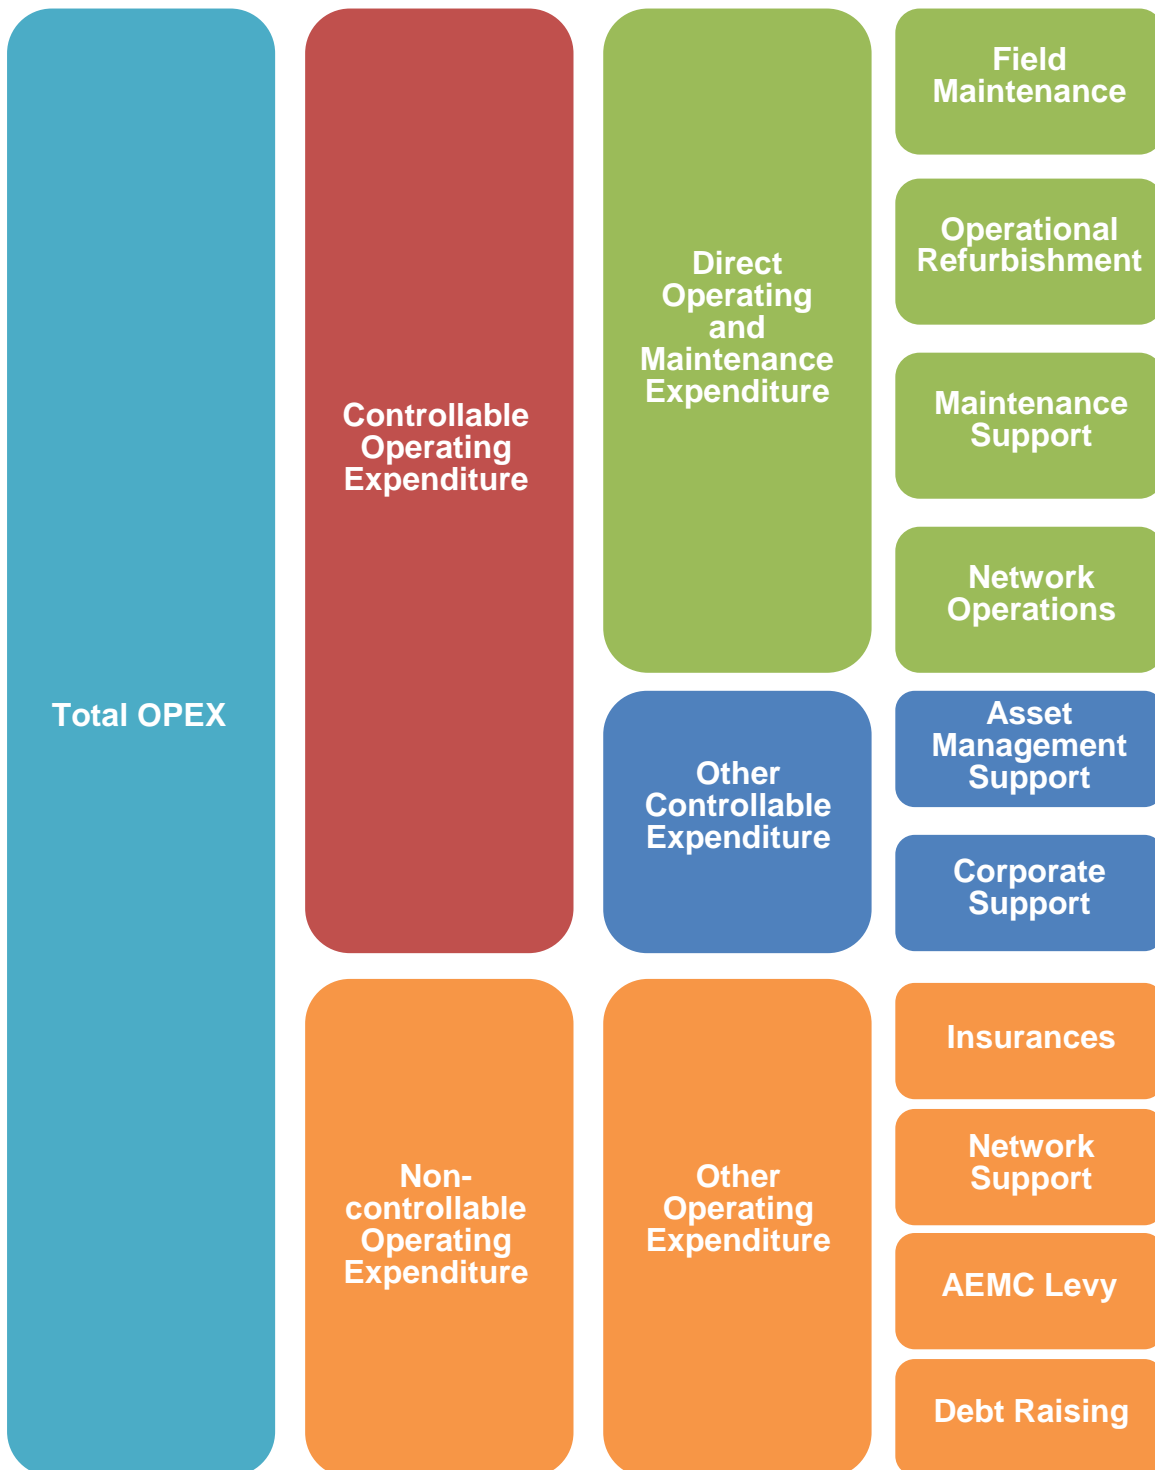 Total OPEX
Controllable
Operating
Expenditure
Non-
controllable
Operating
Expenditure
Direct
Operating
and
Maintenance
Expenditure
Other
Controllable
Expenditure
Other
Operating
Expenditure
Field
Maintenance
Operational
Refurbishment
Maintenance
Support
Network
Operations
Asset
Management
Support
Corporate
Support
Insurances
Network
Support
AEMC Levy
Debt Raising